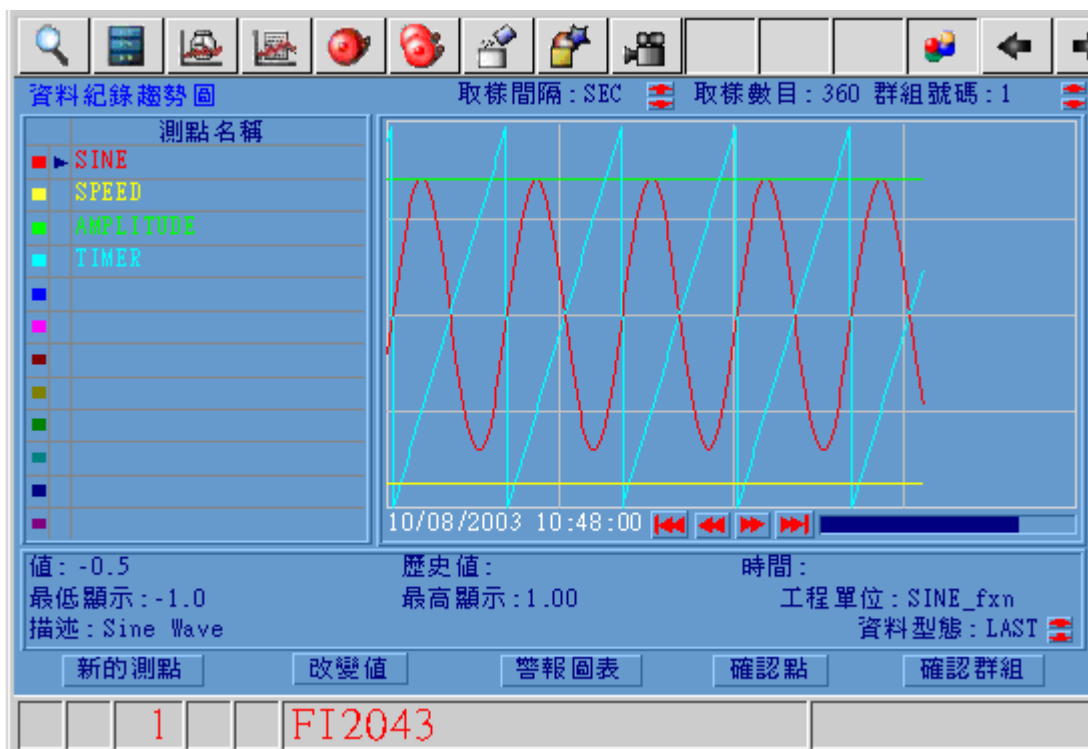 資料紀錄趨勢圖 取樣間隔:SEC 取樣數目:360 群組號碼:1
測點名稱
SINE
SPEED
AMPLITUDE
TIMER
10/08/2003 10:48:00
值:-0.5 歷史值: 時間:
最低顯示:-1.0 最高顯示:1.00 工程單位:SINE_fxn
描述:Sine Wave 資料型態:LAST
新的測點 改變值 警報圖表 確認點 確認群組
1 FI2043